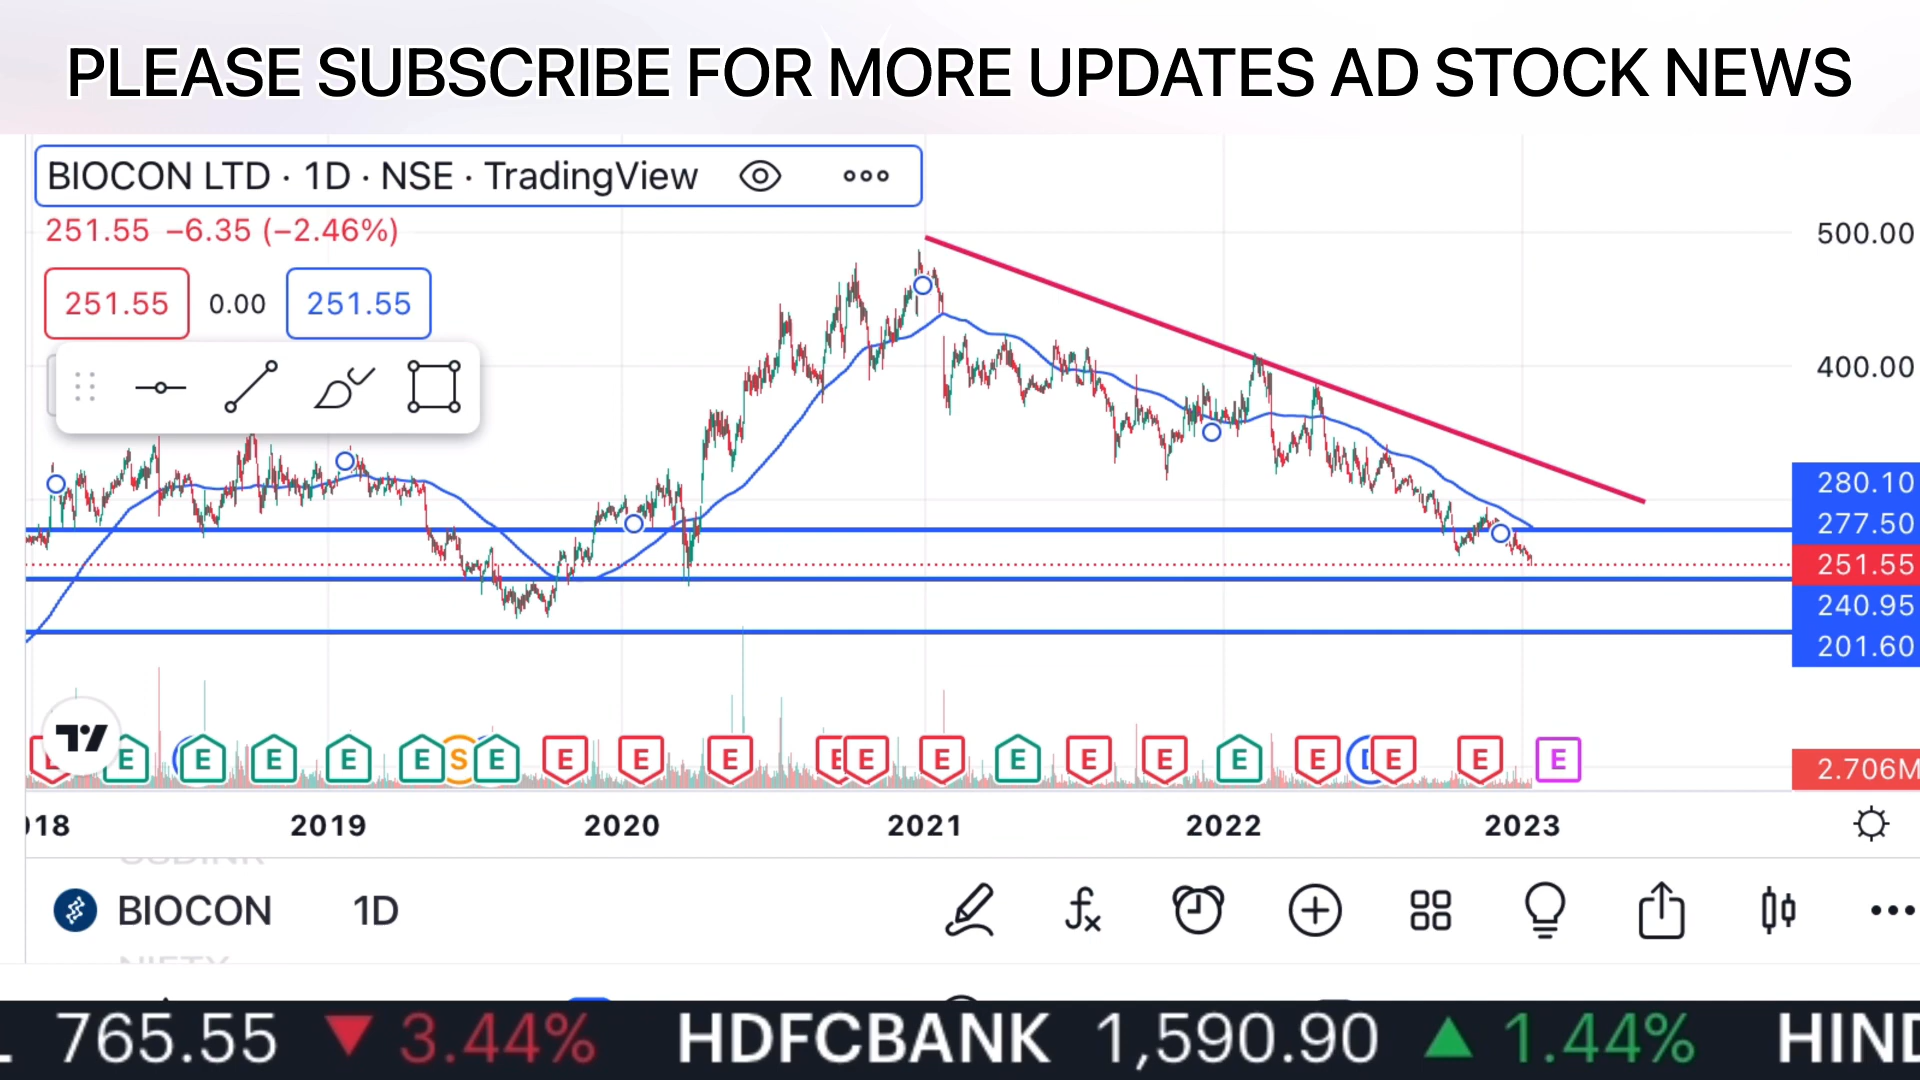 PLEASE SUBSCRIBE FOR MORE UPDATES AD STOCK NEWS
BIOCON LTD · 1D · NSE · TradingView
251.55 −6.35 (−2.46%)
251.55 0.00 251.55
500.00
400.00
280.10
277.50
251.55
240.95
201.60
E E E E E S E E E E E E E E E E E E E E E
2.706M
2019 2020 2021 2022 2023
BIOCON 1D
765.55 ▼ 3.44% HDFCBANK 1,590.90 ▲ 1.44% HIND